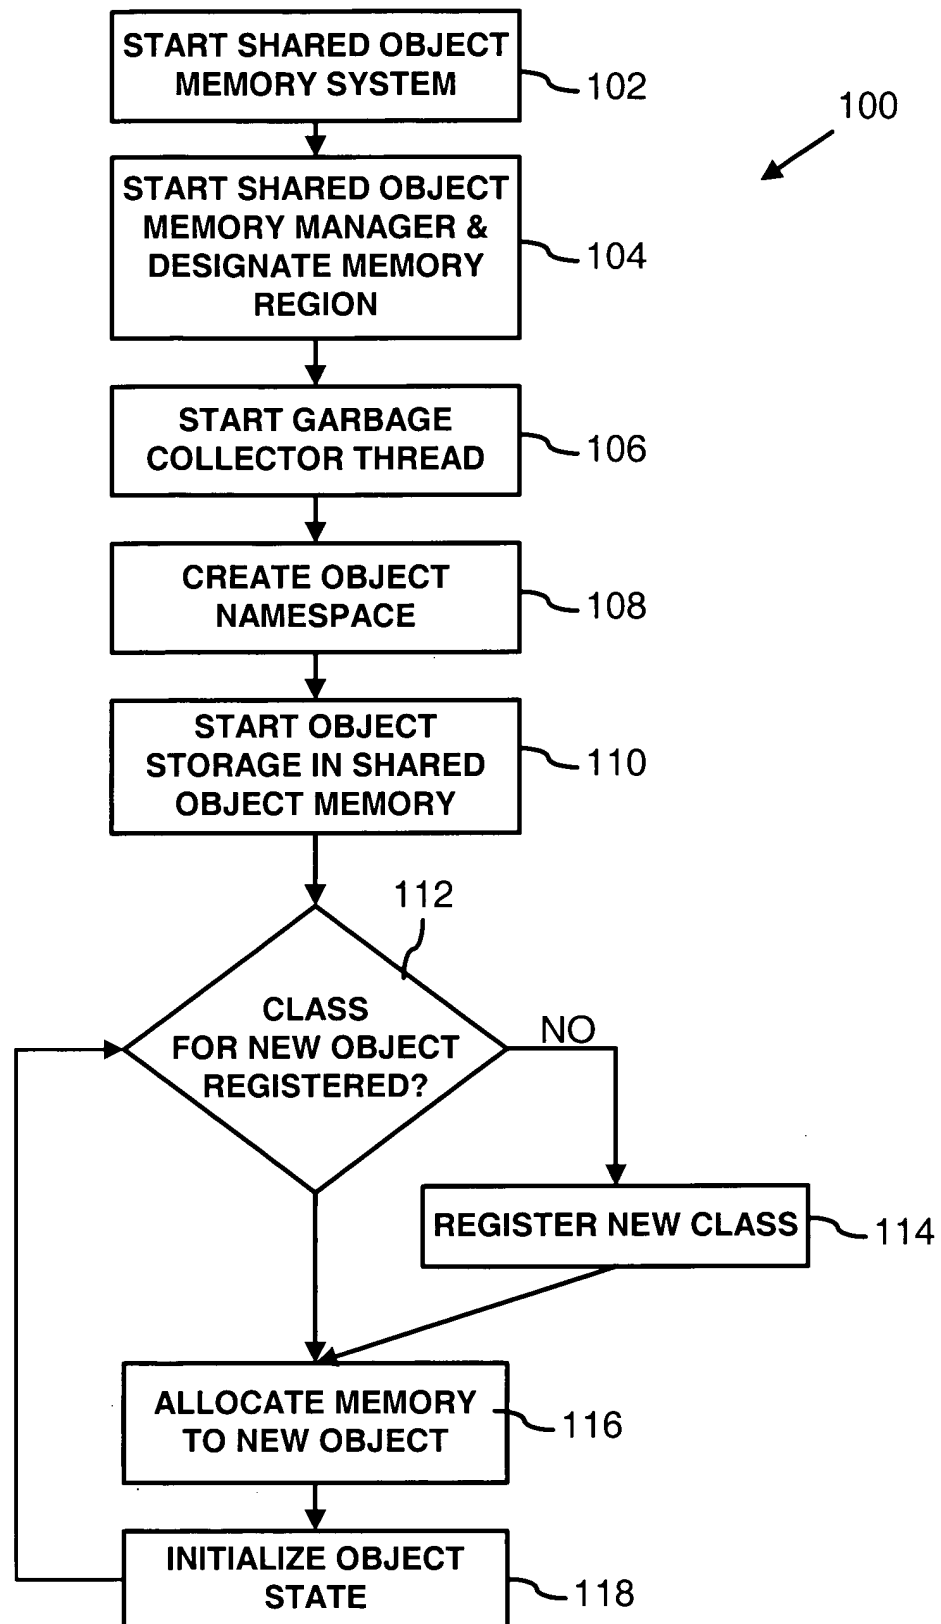 START SHARED OBJECT
MEMORY SYSTEM
102
100
START SHARED OBJECT
MEMORY MANAGER &
DESIGNATE MEMORY
REGION
104
START GARBAGE
COLLECTOR THREAD
106
CREATE OBJECT
NAMESPACE
108
START OBJECT
STORAGE IN SHARED
OBJECT MEMORY
110
112
CLASS
FOR NEW OBJECT
REGISTERED?
NO
REGISTER NEW CLASS
114
ALLOCATE MEMORY
TO NEW OBJECT
116
INITIALIZE OBJECT
STATE
118